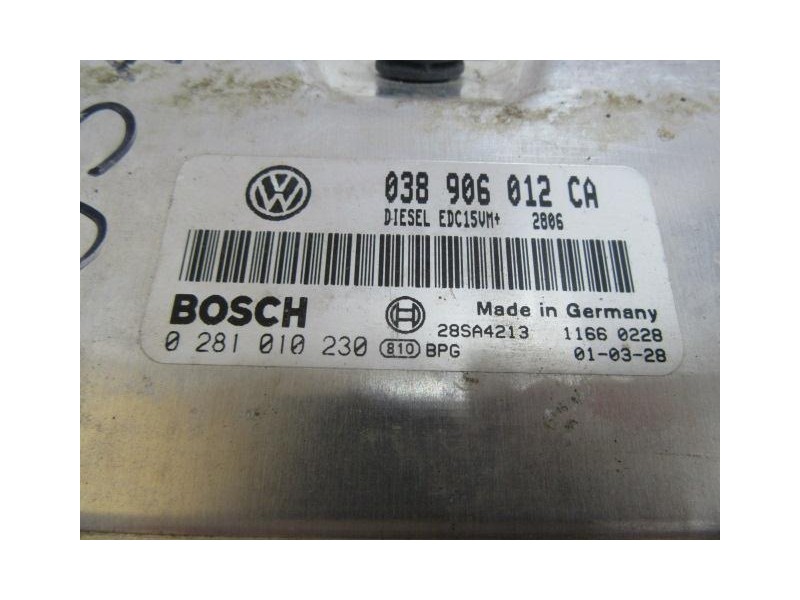 038 906 012 CA
DIESEL EDC15VM+ 2806
BOSCH
Made in Germany
28SA4213 1166 0228
0 281 010 230 810 BPG 01-03-28